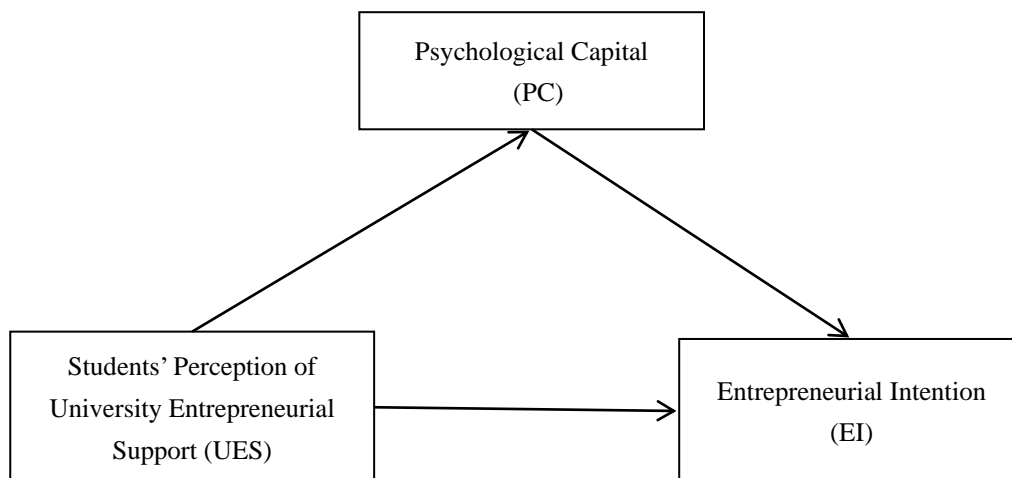 Psychological Capital
(PC)
Students’ Perception of
University Entrepreneurial
Support (UES)
Entrepreneurial Intention
(EI)